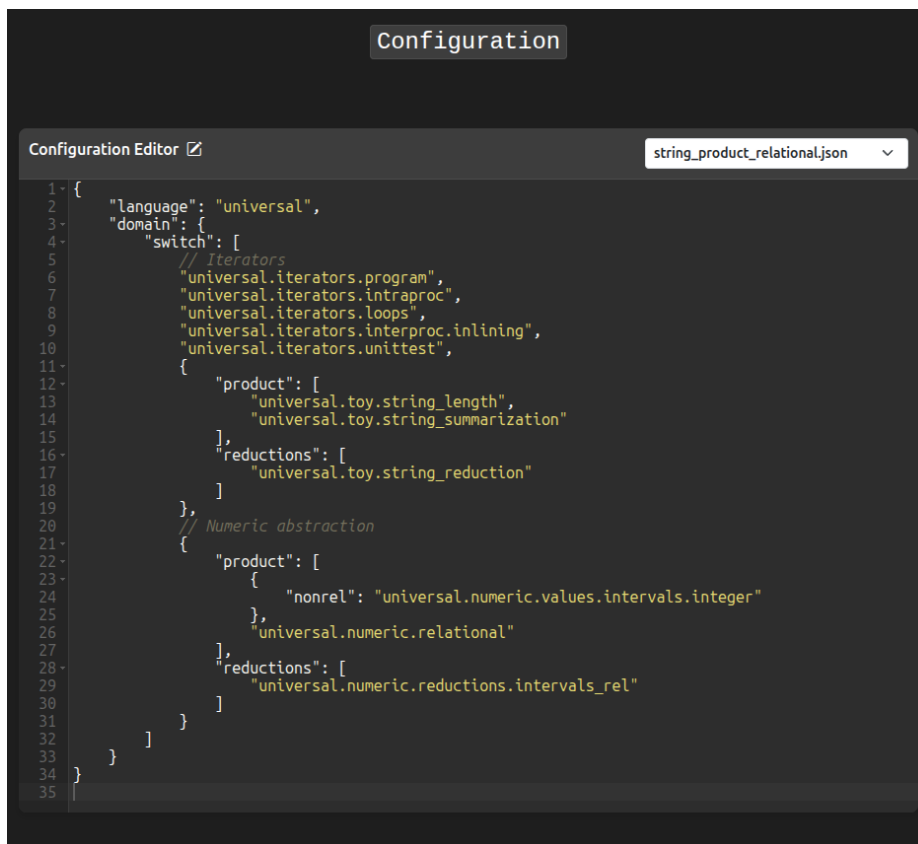 Configuration
Configuration Editor
string_product_relational.json
1 {
2 "language": "universal",
3 "domain": {
4 "switch": [
5 // Iterators
6 "universal.iterators.program",
7 "universal.iterators.intraproc",
8 "universal.iterators.loops",
9 "universal.iterators.interproc.inlining",
10 "universal.iterators.unittest",
11 {
12 "product": [
13 "universal.toy.string_length",
14 "universal.toy.string_summarization"
15 ],
16 "reductions": [
17 "universal.toy.string_reduction"
18 ]
19 },
20 // Numeric abstraction
21 {
22 "product": [
23 {
24 "nonrel": "universal.numeric.values.intervals.integer"
25 },
26 "universal.numeric.relational"
27 ],
28 "reductions": [
29 "universal.numeric.reductions.intervals_rel"
30 ]
31 }
32 ]
33 }
34 }
35